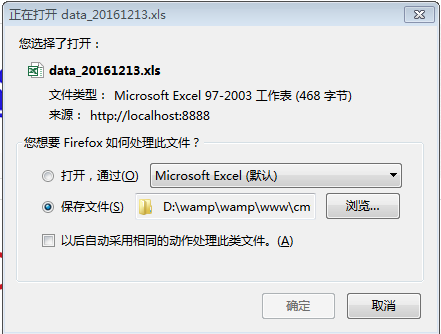 正在打开 data_20161213.xls
您选择了打开：
data_20161213.xls
文件类型： Microsoft Excel 97-2003 工作表 (468 字节)
来源： http://localhost:8888
您想要 Firefox 如何处理此文件？
打开，通过(O) Microsoft Excel (默认)
保存文件(S) D:\wamp\wamp\www\cm 浏览...
以后自动采用相同的动作处理此类文件。(A)
确定 取消